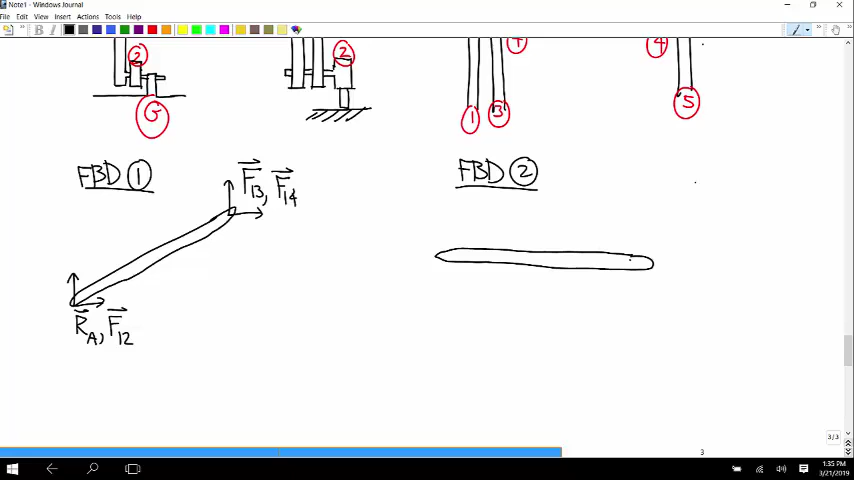 Note1 - Windows Journal
File Edit View Insert Actions Tools Help
B
2 2 4 4
G 1 3 5
FBD 1
FBD 2
F13, F14
RA, F12
3/3
3
1:35 PM
3/21/2019